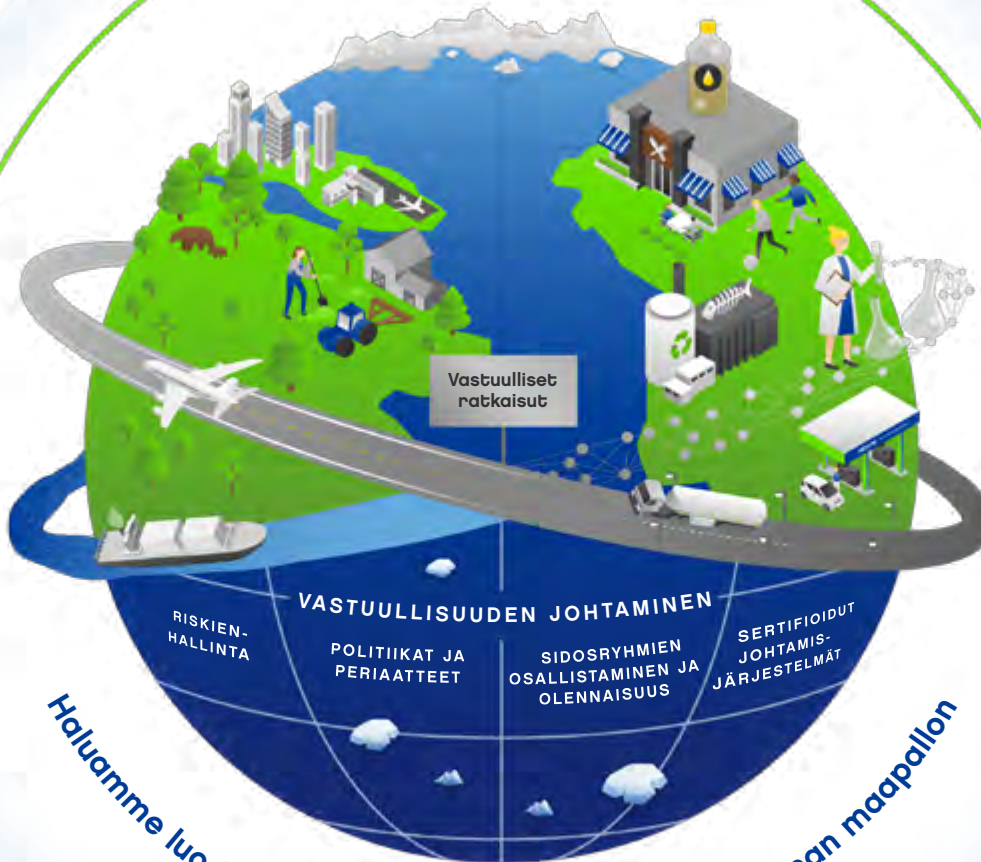 Vastuulliset
ratkaisut
VASTUULLISUUDEN JOHTAMINEN
RISKIEN-
HALLINTA
POLITIIKAT JA
PERIAATTEET
SIDOSRYHMIEN
OSALLISTAMINEN JA
OLENNAISUUS
SERTIFIOIDUT
JOHTAMIS-
JÄRJESTELMÄT
Haluamme
maapallon